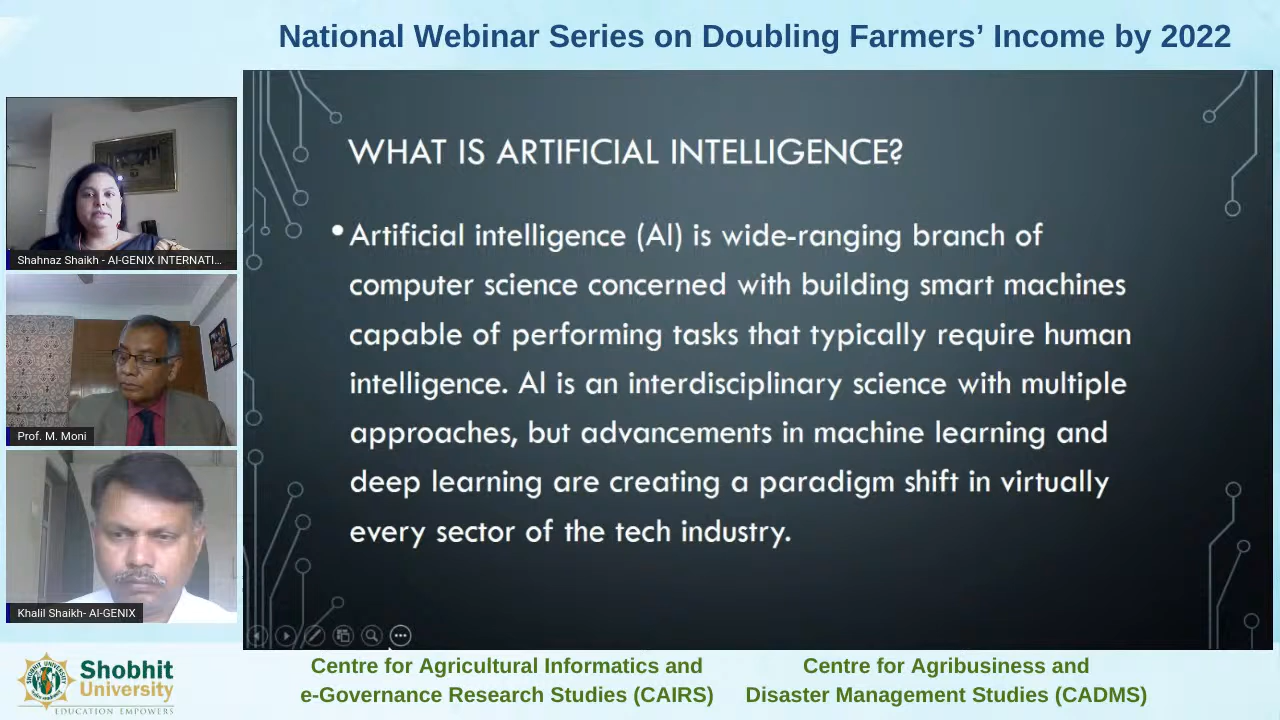 National Webinar Series on Doubling Farmers’ Income by 2022
WHAT IS ARTIFICIAL INTELLIGENCE?
• Artificial intelligence (AI) is wide-ranging branch of
computer science concerned with building smart machines
capable of performing tasks that typically require human
intelligence. AI is an interdisciplinary science with multiple
approaches, but advancements in machine learning and
deep learning are creating a paradigm shift in virtually
every sector of the tech industry.
Shahnaz Shaikh - AI-GENIX INTERNATI...
Prof. M. Moni
Khalil Shaikh- AI-GENIX
SHOBHIT UNIVERSITY
Shobhit
University
EDUCATION EMPOWERS
Centre for Agricultural Informatics and
e-Governance Research Studies (CAIRS)
Centre for Agribusiness and
Disaster Management Studies (CADMS)